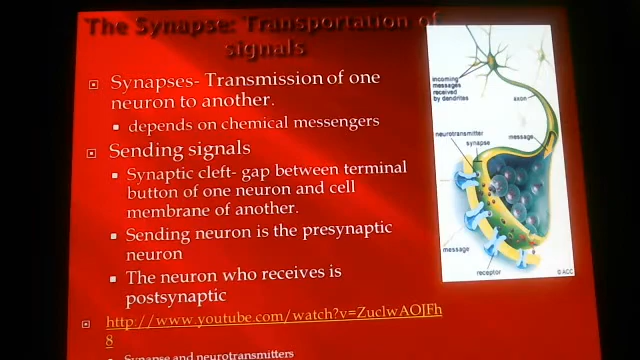 The Synapse: Transportation of
signals
Synapses- Transmission of one
neuron to another.
depends on chemical messengers
Sending signals
Synaptic cleft- gap between terminal
button of one neuron and cell
membrane of another.
Sending neuron is the presynaptic
neuron
The neuron who receives is
postsynaptic
http://www.youtube.com/watch?v=ZuclwAOJFh
8
Synapse and neurotransmitters
incoming
messages
received
by dendrites
axon
neurotransmitter
synapse
message
message
receptor
© ACC